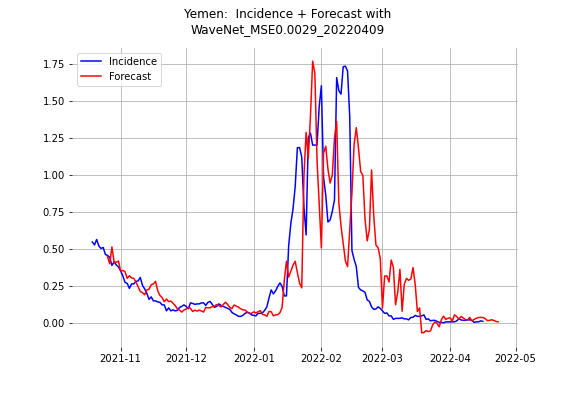 Yemen:  Incidence + Forecast with
WaveNet_MSE0.0029_20220409
Incidence
Forecast
1.75
1.50
1.25
1.00
0.75
0.50
0.25
0.00
2021-11 2021-12 2022-01 2022-02 2022-03 2022-04 2022-05